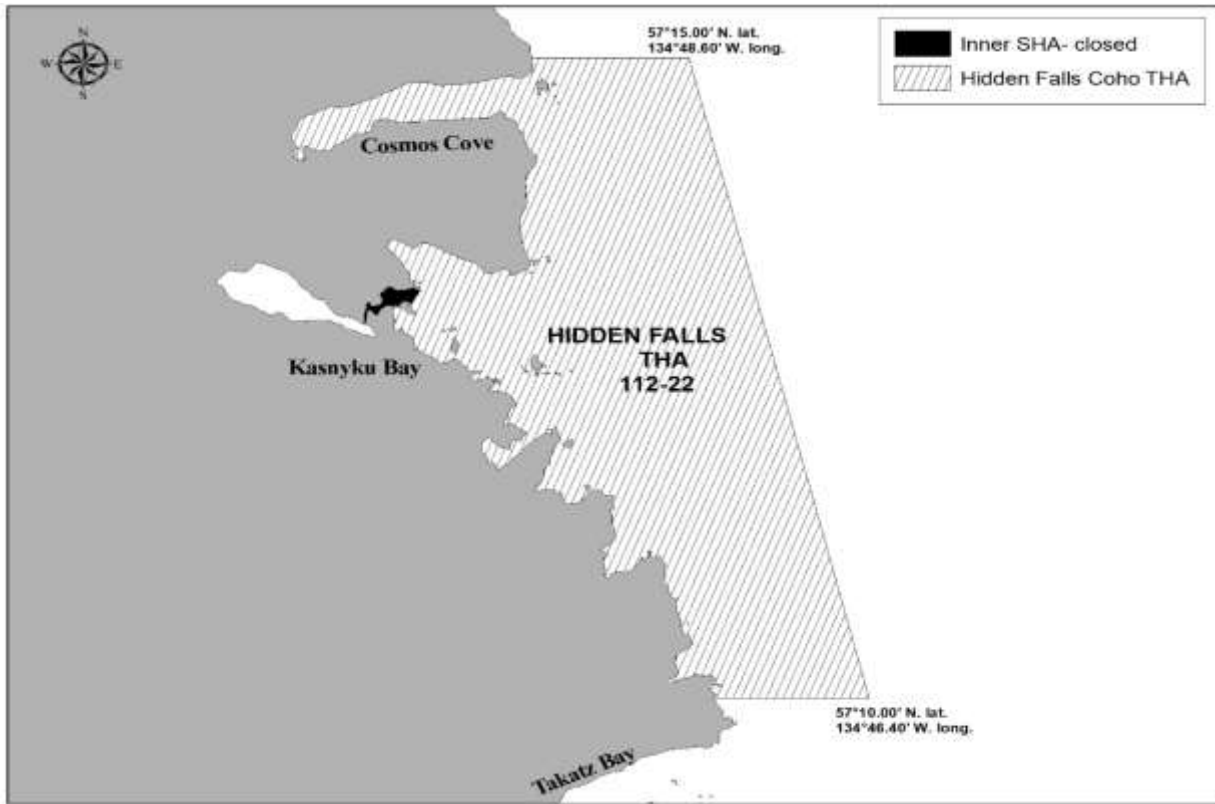 57°15.00' N. lat.
134°48.60' W. long.
Inner SHA- closed
Hidden Falls Coho THA
N
W
E
S
Cosmos Cove
HIDDEN FALLS
THA
112-22
Kasnyku Bay
57°10.00' N. lat.
134°46.40' W. long.
Takatz Bay